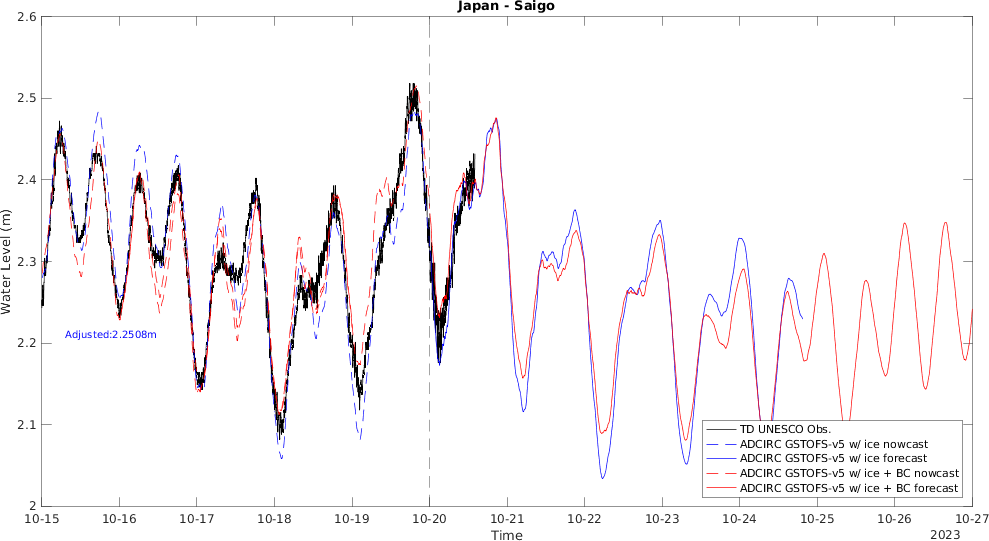 Japan - Saigo
2.6
2.5
2.4
2.3
2.2
2.1
2
Water Level (m)
Adjusted:2.2508m
TD UNESCO Obs.
ADCIRC GSTOFS-v5 w/ ice nowcast
ADCIRC GSTOFS-v5 w/ ice forecast
ADCIRC GSTOFS-v5 w/ ice + BC nowcast
ADCIRC GSTOFS-v5 w/ ice + BC forecast
10-15 10-16 10-17 10-18 10-19 10-20 10-21 10-22 10-23 10-24 10-25 10-26 10-27
Time
2023